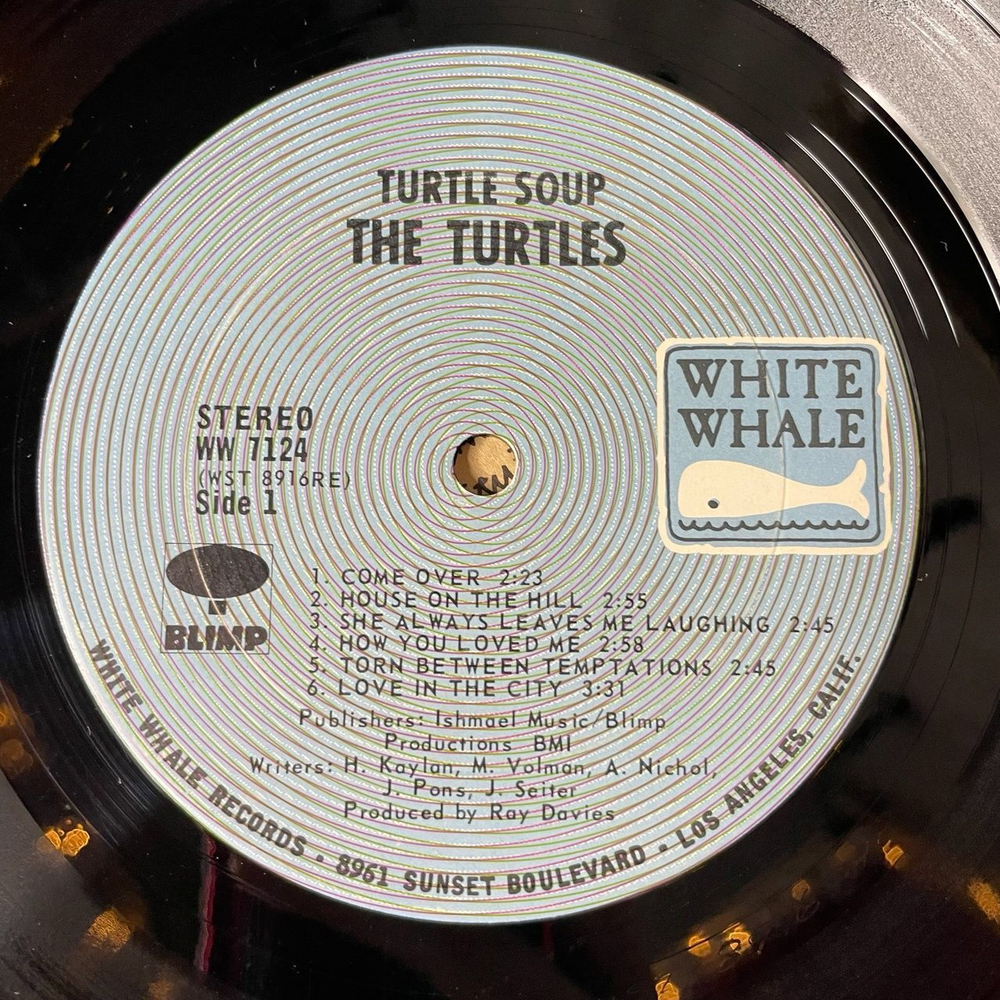 TURTLE SOUP
THE TURTLES
WHITE
WHALE
STEREO
WW 7124
(WST 8916RE)
Side 1
BLIMP
1. COME OVER 2:23
2. HOUSE ON THE HILL 2:55
3. SHE ALWAYS LEAVES ME LAUGHING 2:45
4. HOW YOU LOVED ME 2:58
5. TORN BETWEEN TEMPTATIONS 2:45
6. LOVE IN THE CITY 3:31
Publishers: Ishmael Music/Blimp
Productions BMI
Writers: H. Kaylan, M. Volman, A. Nichol,
J. Pons, J. Seiter
Produced by Ray Davies
WHITE WHALE RECORDS • 8961 SUNSET BOULEVARD • LOS ANGELES, CALIF.